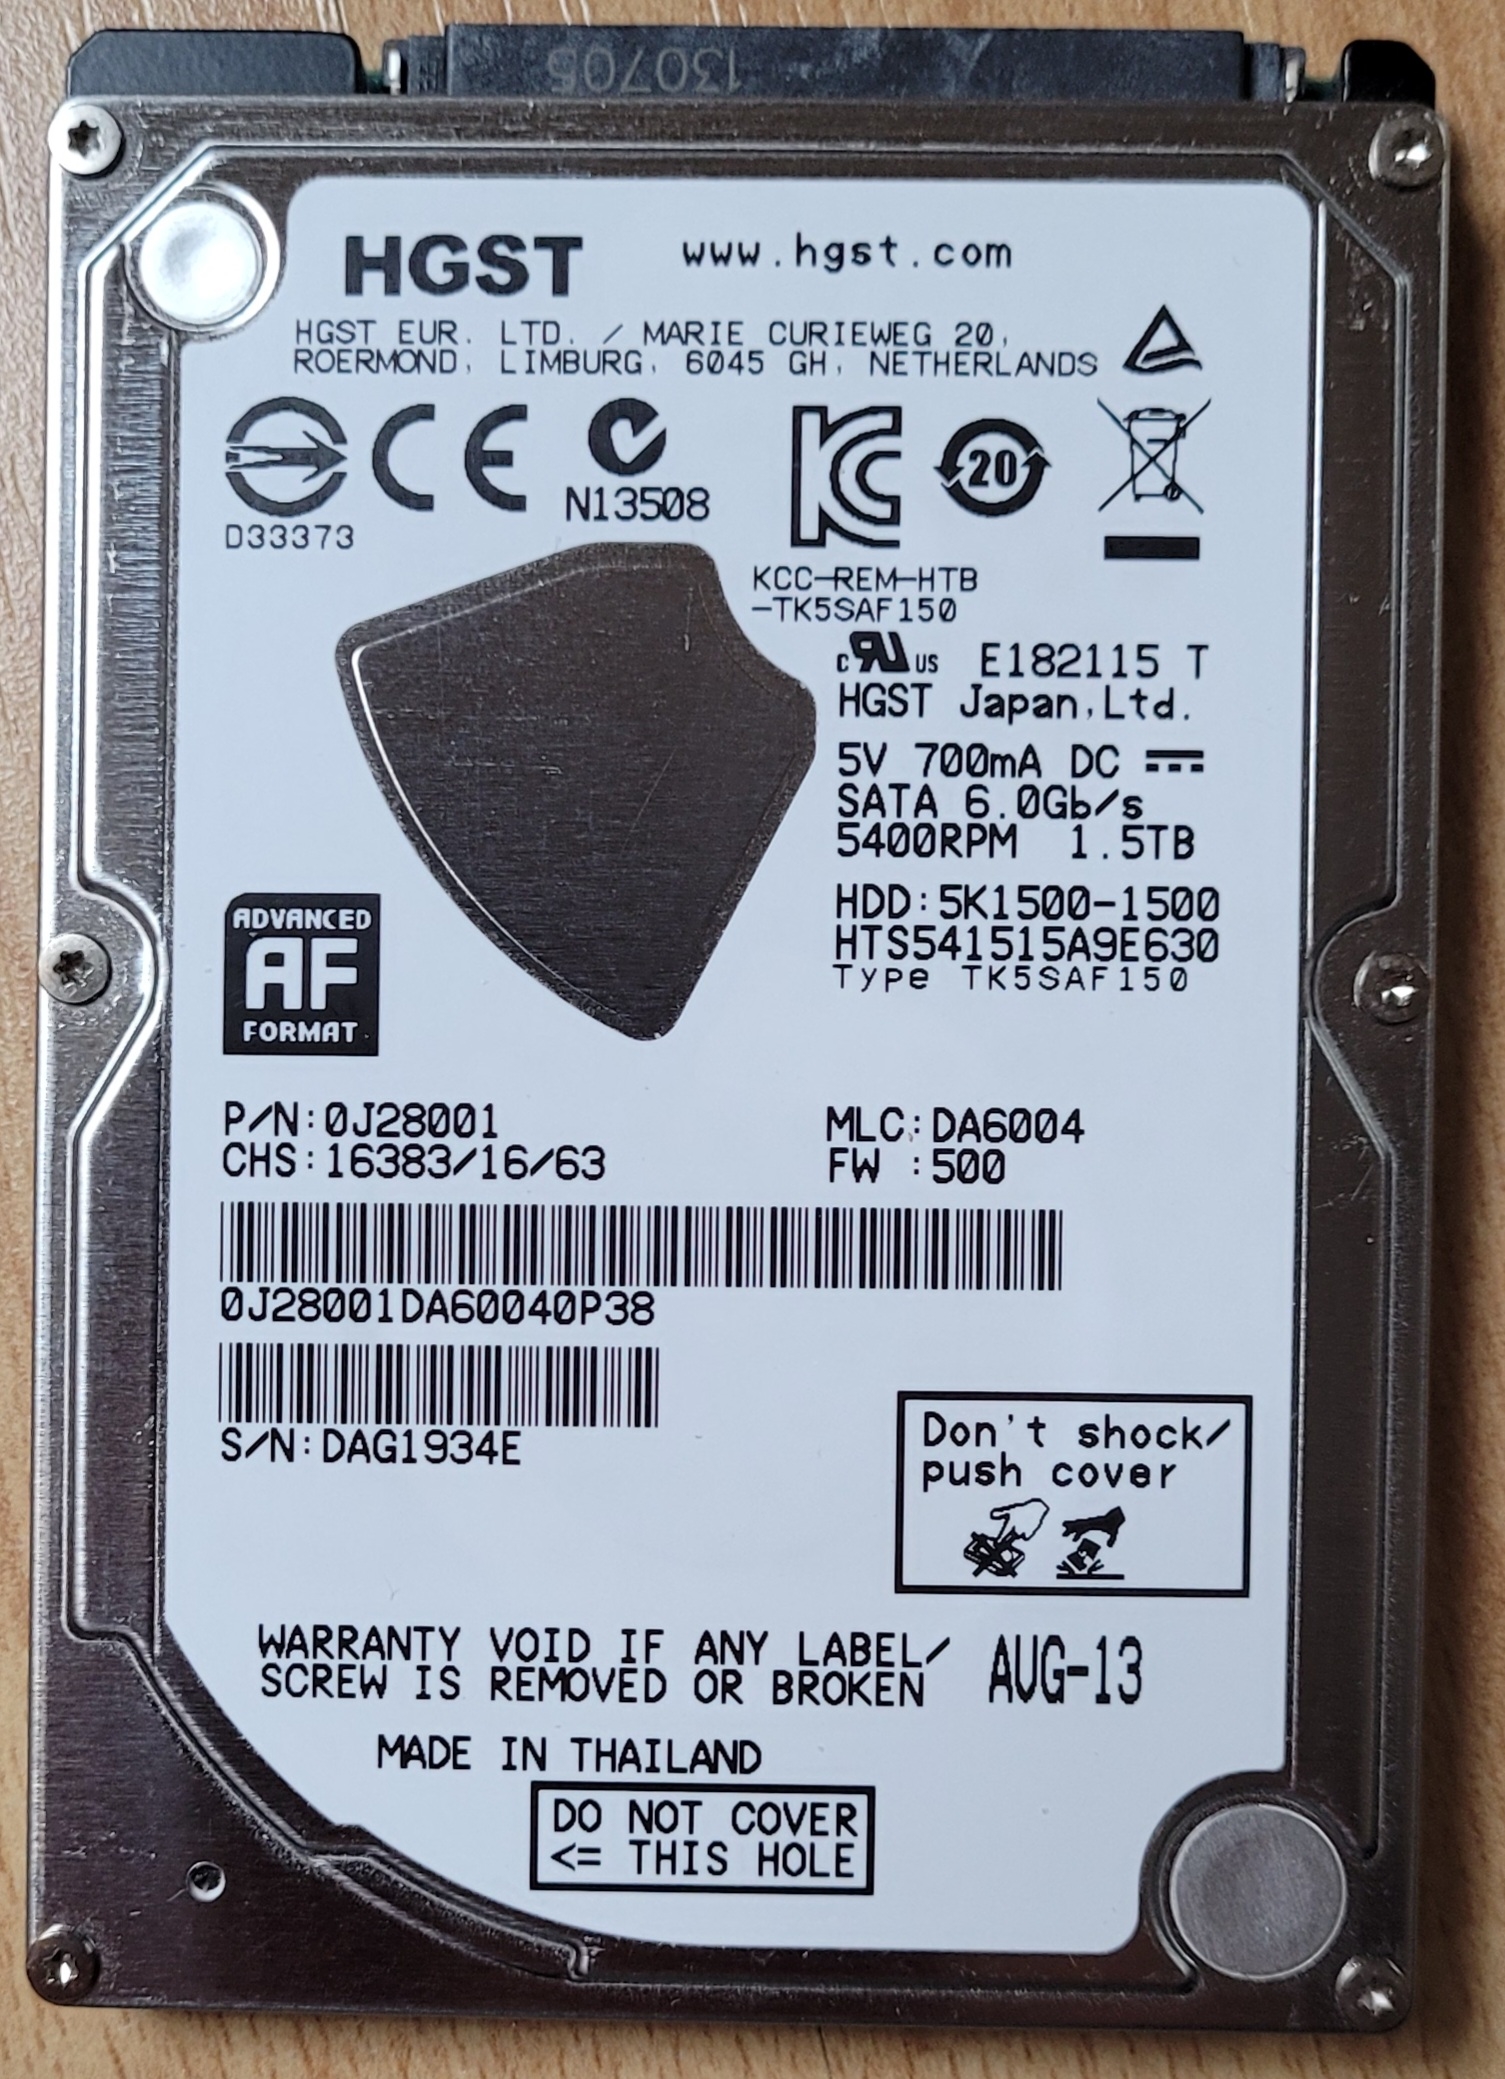 130705
HGST www.hgst.com
HGST EUR. LTD. / MARIE CURIEWEG 20,
ROERMOND, LIMBURG, 6045 GH, NETHERLANDS
CE
D33373
N13508
KC
20
KCC-REM-HTB
-TK5SAF150
c RU US E182115 T
HGST Japan,Ltd.
5V 700mA DC
SATA 6.0Gb/s
5400RPM 1.5TB
HDD:5K1500-1500
HTS541515A9E630
Type TK5SAF150
ADVANCED
AF
FORMAT
P/N:0J28001 MLC:DA6004
CHS:16383/16/63 FW :500
0J28001DA60040P38
S/N:DAG1934E
Don't shock/
push cover
WARRANTY VOID IF ANY LABEL/
SCREW IS REMOVED OR BROKEN
AUG-13
MADE IN THAILAND
DO NOT COVER
<= THIS HOLE